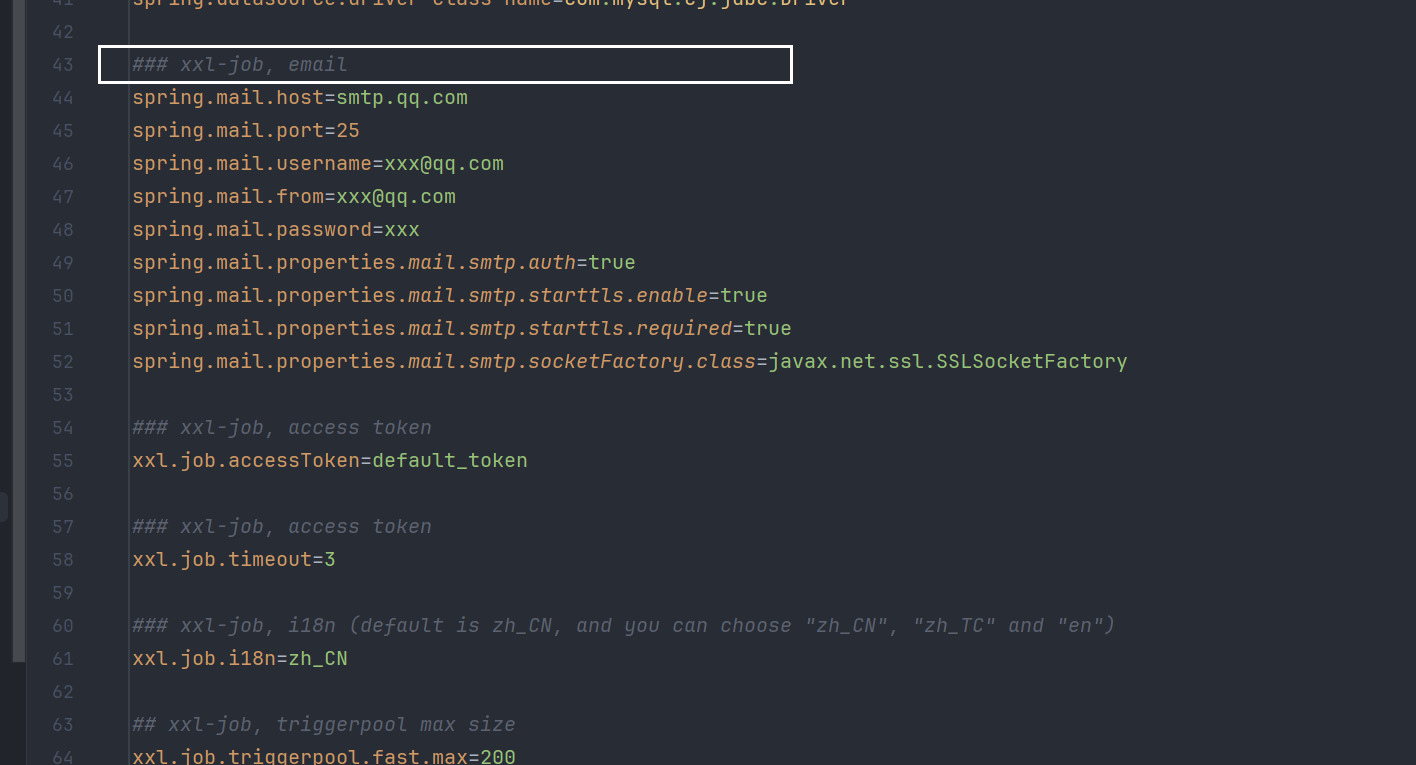 41 spring.datasource.driver-class-name=com.mysql.cj.jdbc.Driver
42
43 ### xxl-job, email
44 spring.mail.host=smtp.qq.com
45 spring.mail.port=25
46 spring.mail.username=xxx@qq.com
47 spring.mail.from=xxx@qq.com
48 spring.mail.password=xxx
49 spring.mail.properties.mail.smtp.auth=true
50 spring.mail.properties.mail.smtp.starttls.enable=true
51 spring.mail.properties.mail.smtp.starttls.required=true
52 spring.mail.properties.mail.smtp.socketFactory.class=javax.net.ssl.SSLSocketFactory
53
54 ### xxl-job, access token
55 xxl.job.accessToken=default_token
56
57 ### xxl-job, access token
58 xxl.job.timeout=3
59
60 ### xxl-job, i18n (default is zh_CN, and you can choose "zh_CN", "zh_TC" and "en")
61 xxl.job.i18n=zh_CN
62
63 ## xxl-job, triggerpool max size
64 xxl.job.triggerpool.fast.max=200